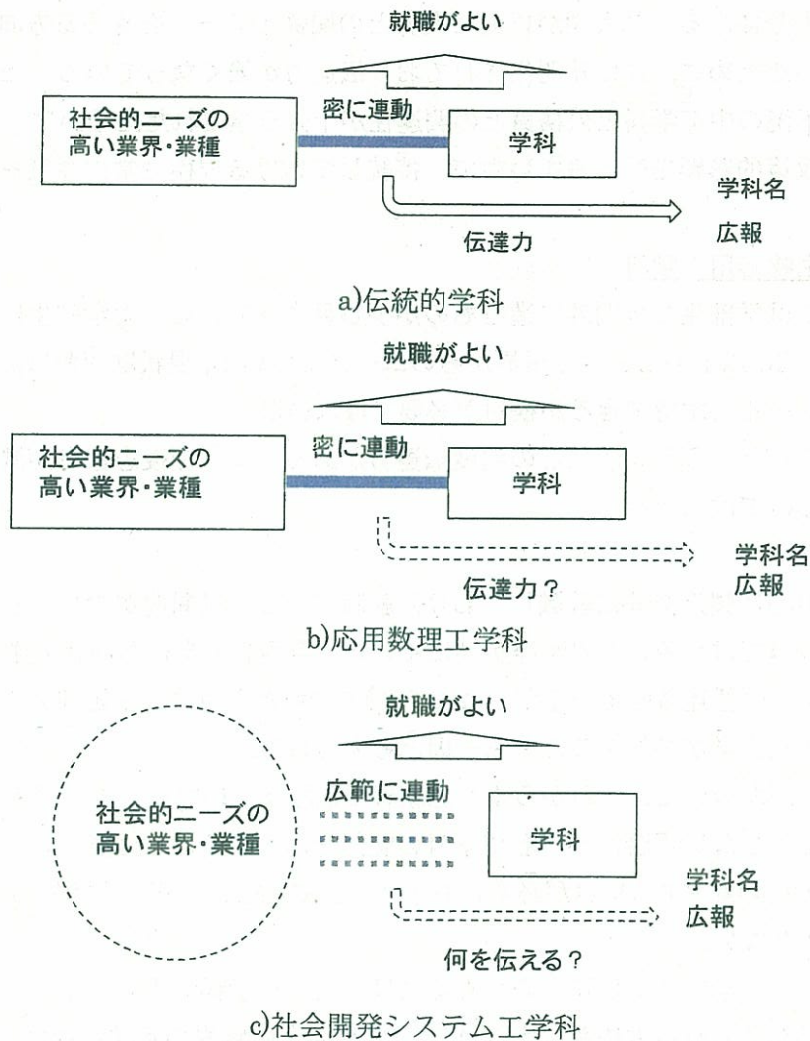 就職がよい
社会的ニーズの
高い業界・業種
密に連動
学科
学科名
広報
伝達力
a)伝統的学科
就職がよい
社会的ニーズの
高い業界・業種
密に連動
学科
学科名
広報
伝達力？
b)応用数理工学科
就職がよい
社会的ニーズの
高い業界・業種
広範に連動
学科
学科名
広報
何を伝える？
c)社会開発システム工学科